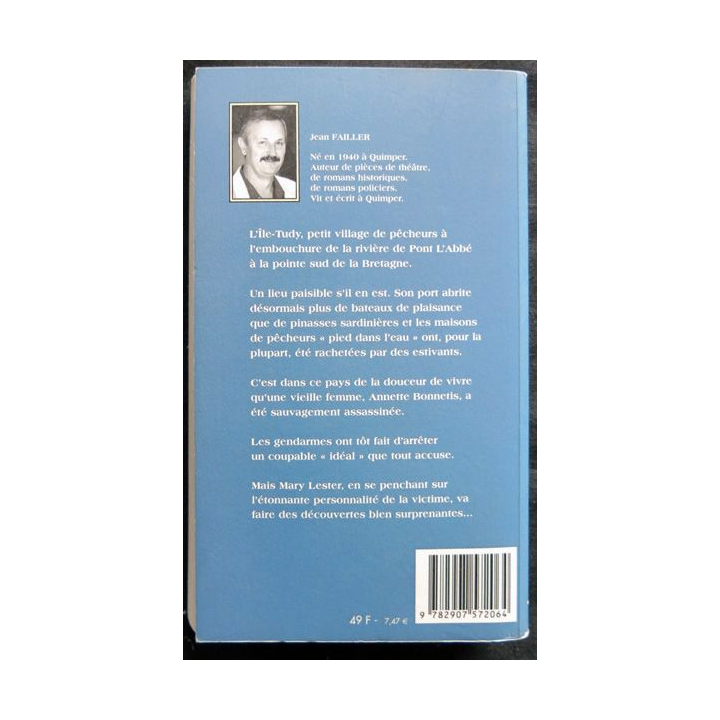 Jean FAILLER
Né en 1940 à Quimper.
Auteur de pièces de théâtre,
de romans historiques,
de romans policiers.
Vit et écrit à Quimper.
L'Île-Tudy, petit village de pêcheurs à
l'embouchure de la rivière de Pont L'Abbé
à la pointe sud de la Bretagne.
Un lieu paisible s'il en est. Son port abrite
désormais plus de bateaux de plaisance
que de pinasses sardinières et les maisons
de pêcheurs « pied dans l'eau » ont, pour la
plupart, été rachetées par des estivants.
C'est dans ce pays de la douceur de vivre
qu'une vieille femme, Annette Bonnetis, a
été sauvagement assassinée.
Les gendarmes ont tôt fait d'arrêter
un coupable « idéal » que tout accuse.
Mais Mary Lester, en se penchant sur
l'étonnante personnalité de la victime, va
faire des découvertes bien surprenantes...
9 782907 572064
49 F - 7,47 €